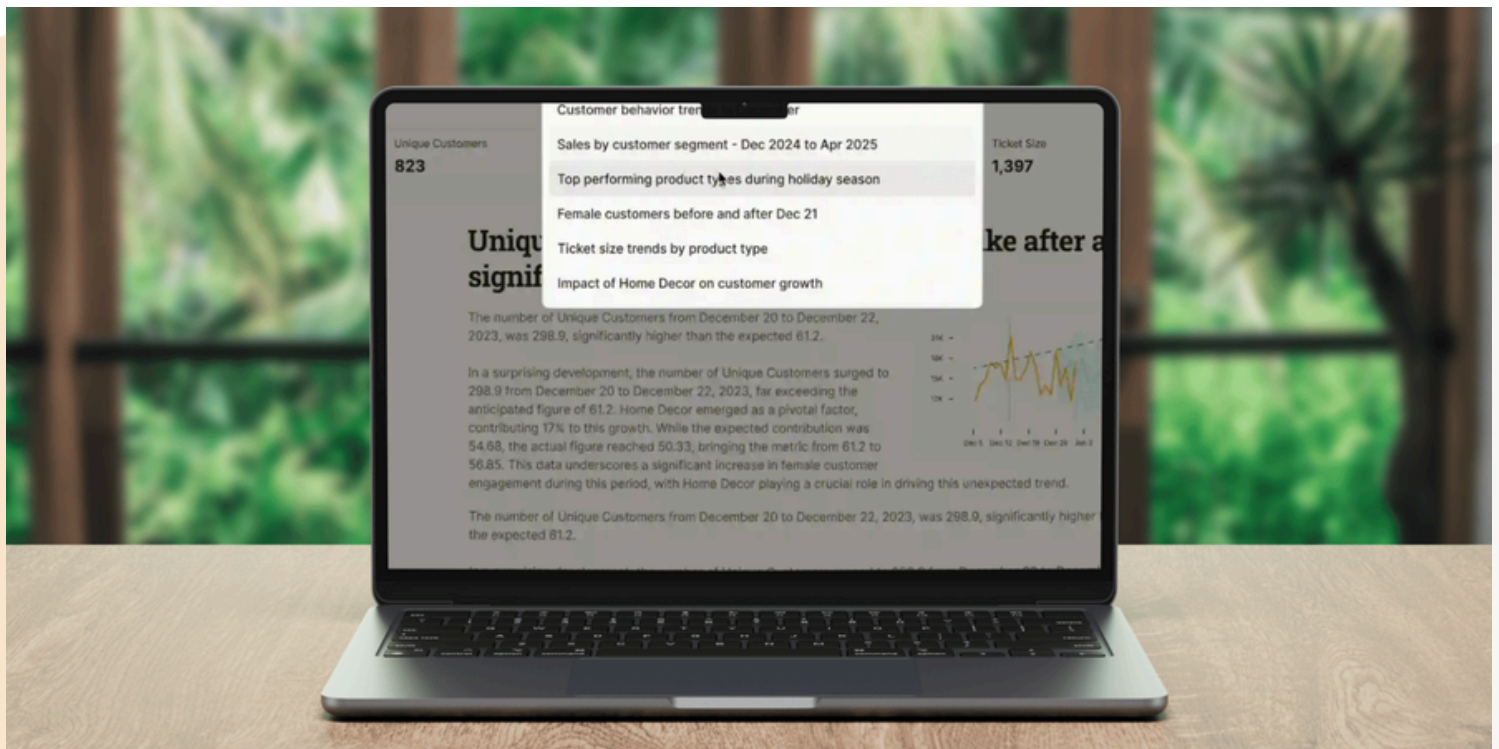 Customer behavior
Unique Customers
823
Sales by customer segment - Dec 2024 to Apr 2025
Ticket Size
1,397
Top performing product types during holiday season
Female customers before and after Dec 21
Ticket size trends by product type
Impact of Home Decor on customer growth
Uniqu ke after a
signif
The number of Unique Customers from December 20 to December 22,
2023, was 298.9, significantly higher than the expected 61.2.
In a surprising development, the number of Unique Customers surged to
298.9 from December 20 to December 22, 2023, far exceeding the
anticipated figure of 61.2. Home Decor emerged as a pivotal factor,
contributing 17% to this growth. While the expected contribution was
54.68, the actual figure reached 50.33, bringing the metric from 61.2 to
56.85. This data underscores a significant increase in female customer
engagement during this period, with Home Decor playing a crucial role in driving this unexpected trend.
Dec 5 Dec 12 Dec 19 Dec 26 Jan 2
The number of Unique Customers from December 20 to December 22, 2023, was 298.9, significantly higher
the expected 61.2.